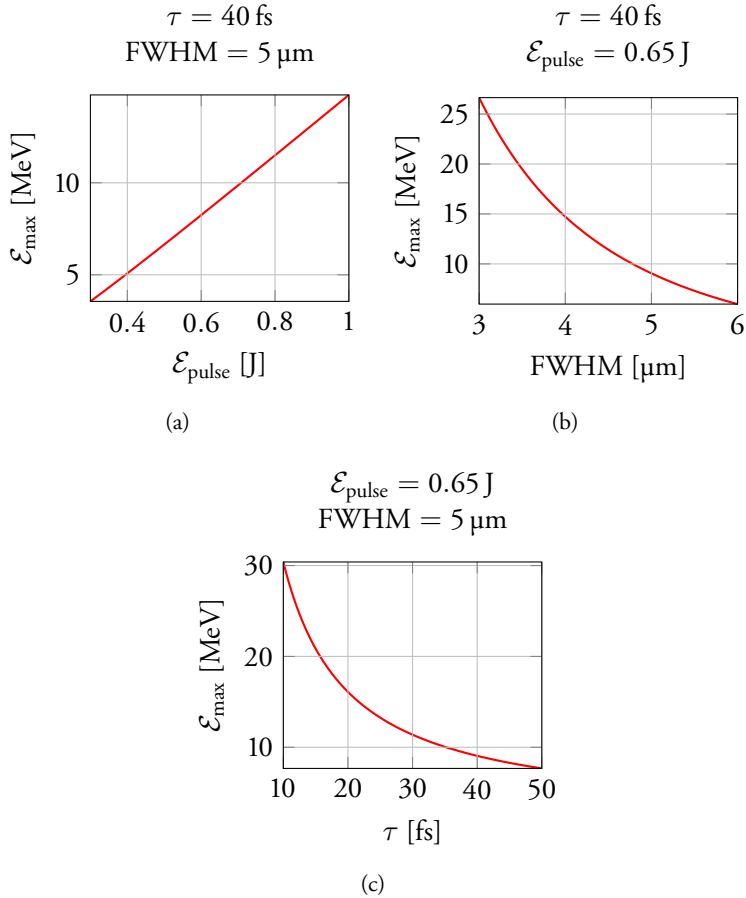 τ = 40 fs
FWHM = 5 µm
10
5
ℰmax [MeV]
0.4 0.6 0.8 1
ℰpulse [J]
(a)
τ = 40 fs
ℰpulse = 0.65 J
25
20
15
10
ℰmax [MeV]
3 4 5 6
FWHM [µm]
(b)
ℰpulse = 0.65 J
FWHM = 5 µm
30
20
10
ℰmax [MeV]
10 20 30 40 50
τ [fs]
(c)